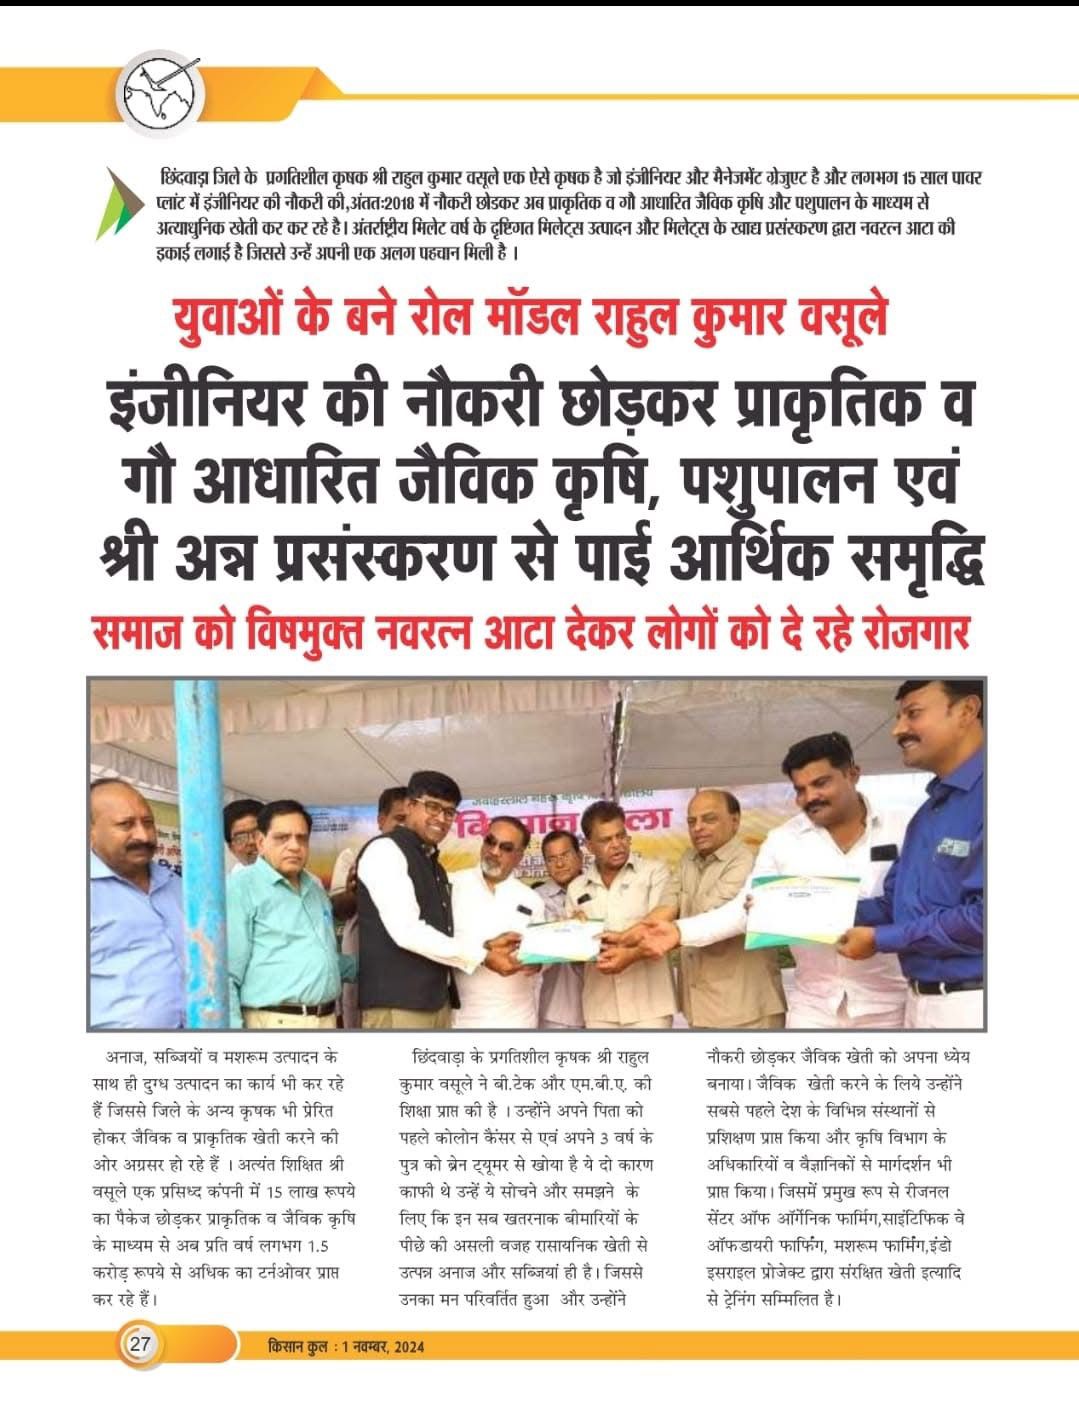 छिंदवाड़ा जिले के प्रगतिशील कृषक श्री राहुल कुमार वसूले एक ऐसे कृषक है जो इंजीनियर और मैनेजमेंट ग्रेजुएट है और लगभग 15 साल पावर
प्लांट में इंजीनियर की नौकरी की,अंततः2018 में नौकरी छोडकर अब प्राकृतिक व गौ आधारित जैविक कृषि और पशुपालन के माध्यम से
अत्याधुनिक खेती कर कर रहे है। अंतर्राष्ट्रीय मिलेट वर्ष के दृष्टिगत मिलेट्स उत्पादन और मिलेट्स के खाद्य प्रसंस्करण द्वारा नवरत्न आटा की
इकाई लगाई है जिससे उन्हें अपनी एक अलग पहचान मिली है ।
युवाओं के बने रोल मॉडल राहुल कुमार वसूले
इंजीनियर की नौकरी छोड़कर प्राकृतिक व
गौ आधारित जैविक कृषि, पशुपालन एवं
श्री अन्न प्रसंस्करण से पाई आर्थिक समृद्धि
समाज को विषमुक्त नवरत्न आटा देकर लोगों को दे रहे रोजगार
किसान मेला
अनाज, सब्जियों व मशरूम उत्पादन के
साथ ही दुग्ध उत्पादन का कार्य भी कर रहे
हैं जिससे जिले के अन्य कृषक भी प्रेरित
होकर जैविक व प्राकृतिक खेती करने की
ओर अग्रसर हो रहे हैं । अत्यंत शिक्षित श्री
वसूले एक प्रसिध्द कंपनी में 15 लाख रूपये
का पैकेज छोड़कर प्राकृतिक व जैविक कृषि
के माध्यम से अब प्रति वर्ष लगभग 1.5
करोड़ रूपये से अधिक का टर्नओवर प्राप्त
कर रहे हैं।
छिंदवाड़ा के प्रगतिशील कृषक श्री राहुल
कुमार वसूले ने बी.टेक और एम.बी.ए. की
शिक्षा प्राप्त की है । उन्होंने अपने पिता को
पहले कोलोन कैंसर से एवं अपने 3 वर्ष के
पुत्र को ब्रेन ट्यूमर से खोया है ये दो कारण
काफी थे उन्हें ये सोचने और समझने के
लिए कि इन सब खतरनाक बीमारियों के
पीछे की असली वजह रासायनिक खेती से
उत्पन्न अनाज और सब्जियां ही है। जिससे
उनका मन परिवर्तित हुआ और उन्होंने
नौकरी छोड़कर जैविक खेती को अपना ध्येय
बनाया। जैविक खेती करने के लिये उन्होंने
सबसे पहले देश के विभिन्न संस्थानों से
प्रशिक्षण प्राप्त किया और कृषि विभाग के
अधिकारियों व वैज्ञानिकों से मार्गदर्शन भी
प्राप्त किया। जिसमें प्रमुख रूप से रीजनल
सेंटर ऑफ ऑर्गेनिक फार्मिग,साइंटिफिक वे
ऑफडायरी फार्फिंग, मशरूम फार्मिंग,इंडो
इसराइल प्रोजेक्ट द्वारा संरक्षित खेती इत्यादि
से ट्रेनिंग सम्मिलित है।
27
किसान कुल : 1 नवम्बर, 2024